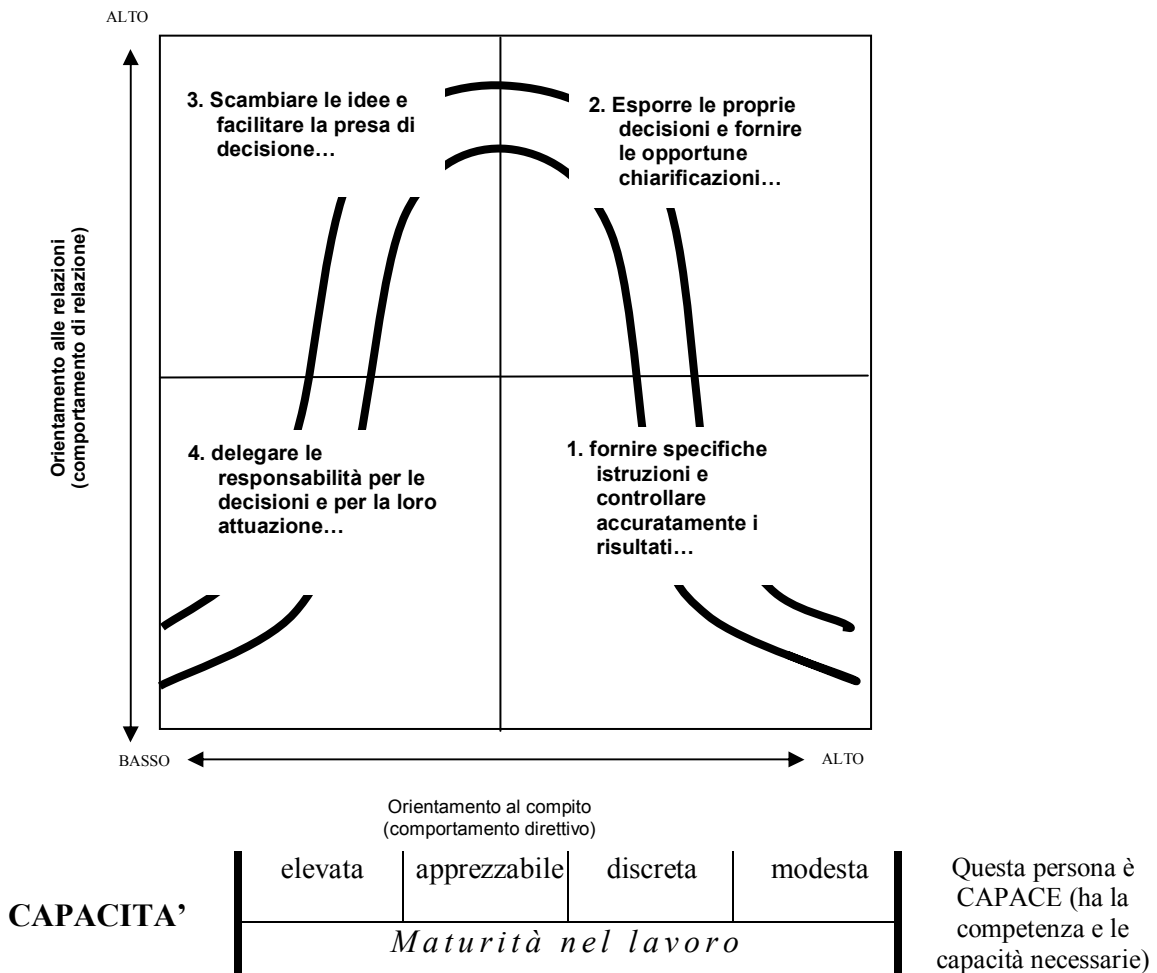 ALTO
3. Scambiare le idee e
facilitare la presa di
decisione…
2. Esporre le proprie
decisioni e fornire
le opportune
chiarificazioni…
Orientamento alle relazioni
(comportamento di relazione)
4. delegare le
responsabilità per le
decisioni e per la loro
attuazione…
1. fornire specifiche
istruzioni e
controllare
accuratamente i
risultati…
BASSO
ALTO
Orientamento al compito
(comportamento direttivo)
CAPACITA’
elevata
apprezzabile
discreta
modesta
Maturità nel lavoro
Questa persona è
CAPACE (ha la
competenza e le
capacità necessarie)